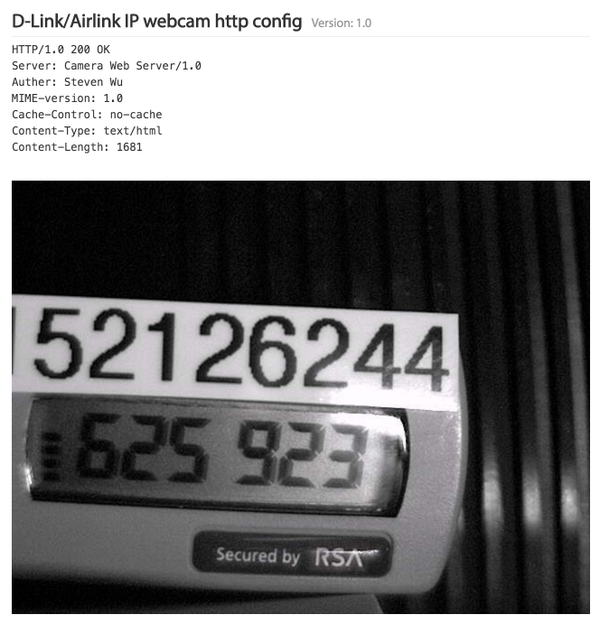 D-Link/Airlink IP webcam http config Version: 1.0
HTTP/1.0 200 OK
Server: Camera Web Server/1.0
Auther: Steven Wu
MIME-version: 1.0
Cache-Control: no-cache
Content-Type: text/html
Content-Length: 1681
52126244
625 923
Secured by RSA